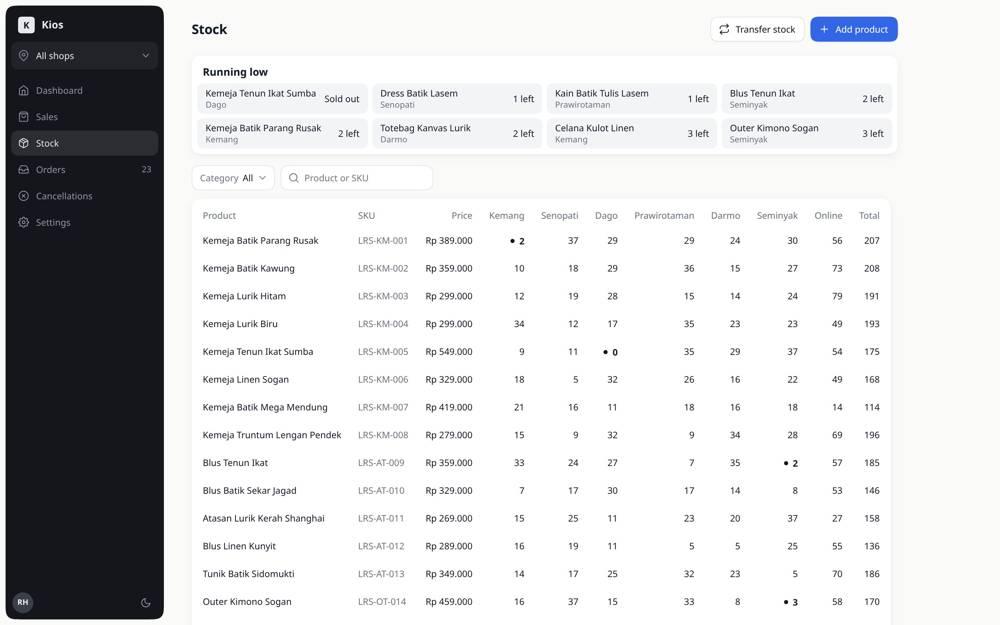 K Kios
All shops
Dashboard
Sales
Stock
Orders 23
Cancellations
Settings
RH
Stock
Transfer stock
Add product
Running low
Kemeja Tenun Ikat Sumba
Dago
Sold out
Dress Batik Lasem
Senopati
1 left
Kain Batik Tulis Lasem
Prawirotaman
1 left
Blus Tenun Ikat
Seminyak
2 left
Kemeja Batik Parang Rusak
Kemang
2 left
Totebag Kanvas Lurik
Darmo
2 left
Celana Kulot Linen
Kemang
3 left
Outer Kimono Sogan
Seminyak
3 left
Category All
Product or SKU
Product SKU Price Kemang Senopati Dago Prawirotaman Darmo Seminyak Online Total
Kemeja Batik Parang Rusak LRS-KM-001 Rp 389.000 • 2 37 29 29 24 30 56 207
Kemeja Batik Kawung LRS-KM-002 Rp 359.000 10 18 29 36 15 27 73 208
Kemeja Lurik Hitam LRS-KM-003 Rp 299.000 12 19 28 15 14 24 79 191
Kemeja Lurik Biru LRS-KM-004 Rp 299.000 34 12 17 35 23 23 49 193
Kemeja Tenun Ikat Sumba LRS-KM-005 Rp 549.000 9 11 • 0 35 29 37 54 175
Kemeja Linen Sogan LRS-KM-006 Rp 329.000 18 5 32 26 16 22 49 168
Kemeja Batik Mega Mendung LRS-KM-007 Rp 419.000 21 16 11 18 16 18 14 114
Kemeja Truntum Lengan Pendek LRS-KM-008 Rp 279.000 15 9 32 9 34 28 69 196
Blus Tenun Ikat LRS-AT-009 Rp 359.000 33 24 27 7 35 • 2 57 185
Blus Batik Sekar Jagad LRS-AT-010 Rp 329.000 7 17 30 17 14 8 53 146
Atasan Lurik Kerah Shanghai LRS-AT-011 Rp 269.000 15 25 11 23 20 37 27 158
Blus Linen Kunyit LRS-AT-012 Rp 289.000 16 19 11 5 5 25 55 136
Tunik Batik Sidomukti LRS-AT-013 Rp 349.000 14 17 25 32 23 5 70 186
Outer Kimono Sogan LRS-OT-014 Rp 459.000 16 37 15 33 8 • 3 58 170